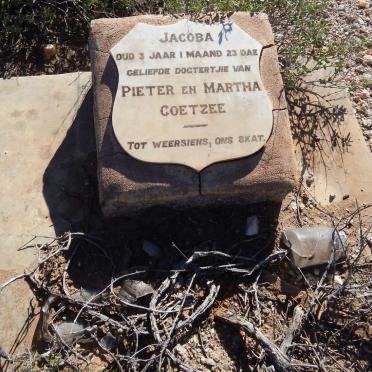 JACOBA
OUD 3 JAAR 1 MAAND 23 DAE
GELIEFDE DOGTERTJIE VAN
PIETER EN MARTHA
COETZEE
TOT WEERSIENS, ONS SKAT.